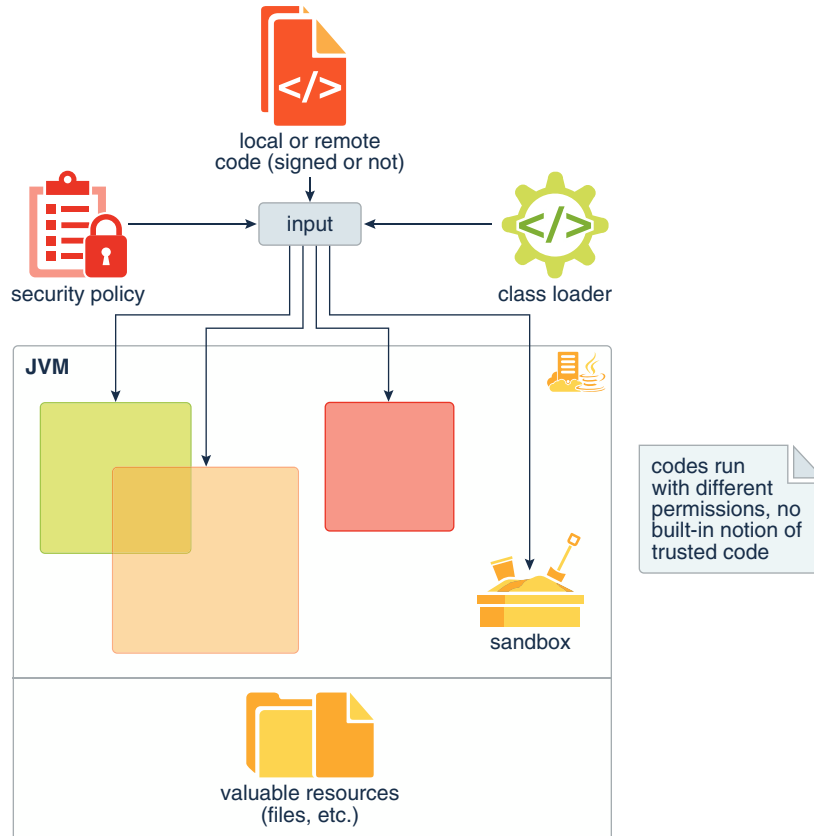 </>
local or remote
code (signed or not)
input
</>
security policy
class loader
JVM
codes run
with different
permissions, no
built-in notion of
trusted code
sandbox
valuable resources
(files, etc.)